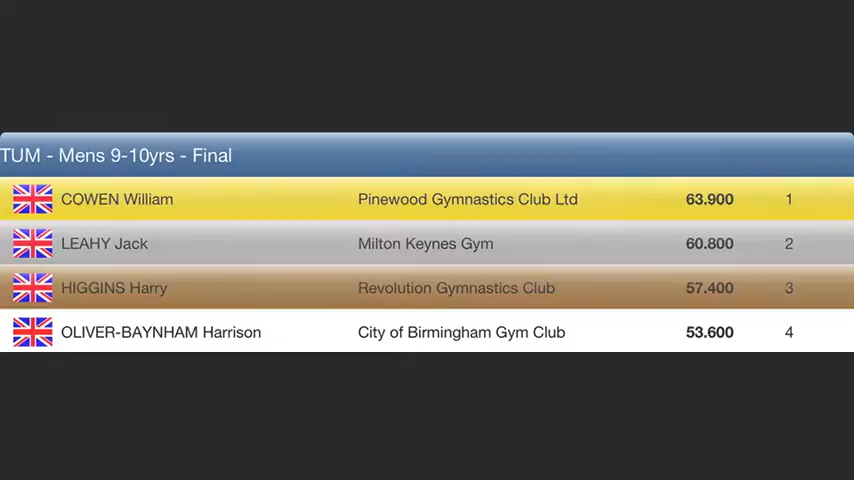 TUM - Mens 9-10yrs - Final
COWEN William Pinewood Gymnastics Club Ltd 63.900 1
LEAHY Jack Milton Keynes Gym 60.800 2
HIGGINS Harry Revolution Gymnastics Club 57.400 3
OLIVER-BAYNHAM Harrison City of Birmingham Gym Club 53.600 4